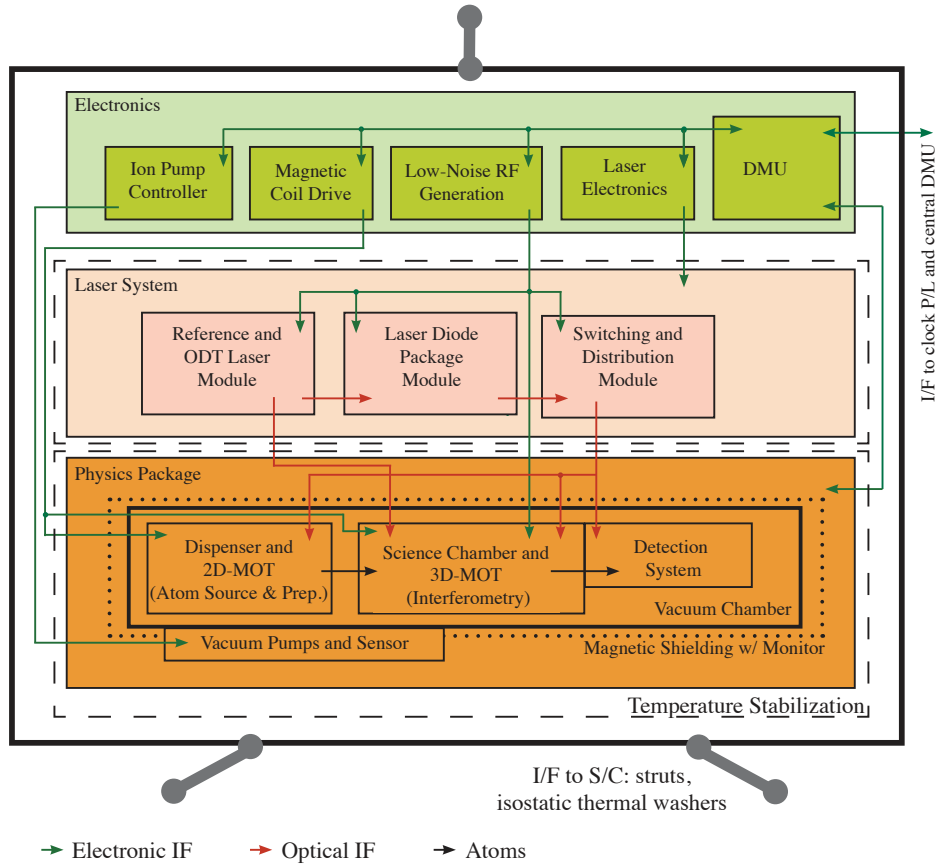 Electronics
Ion Pump
Controller
Magnetic
Coil Drive
Low-Noise RF
Generation
Laser
Electronics
DMU
I/F to clock P/L and central DMU
Laser System
Reference and
ODT Laser
Module
Laser Diode
Package
Module
Switching and
Distribution
Module
Physics Package
Dispenser and
2D-MOT
(Atom Source & Prep.)
Science Chamber and
3D-MOT
(Interferometry)
Detection
System
Vacuum Chamber
Vacuum Pumps and Sensor
Magnetic Shielding w/ Monitor
Temperature Stabilization
I/F to S/C: struts,
isostatic thermal washers
Electronic IF
Optical IF
Atoms